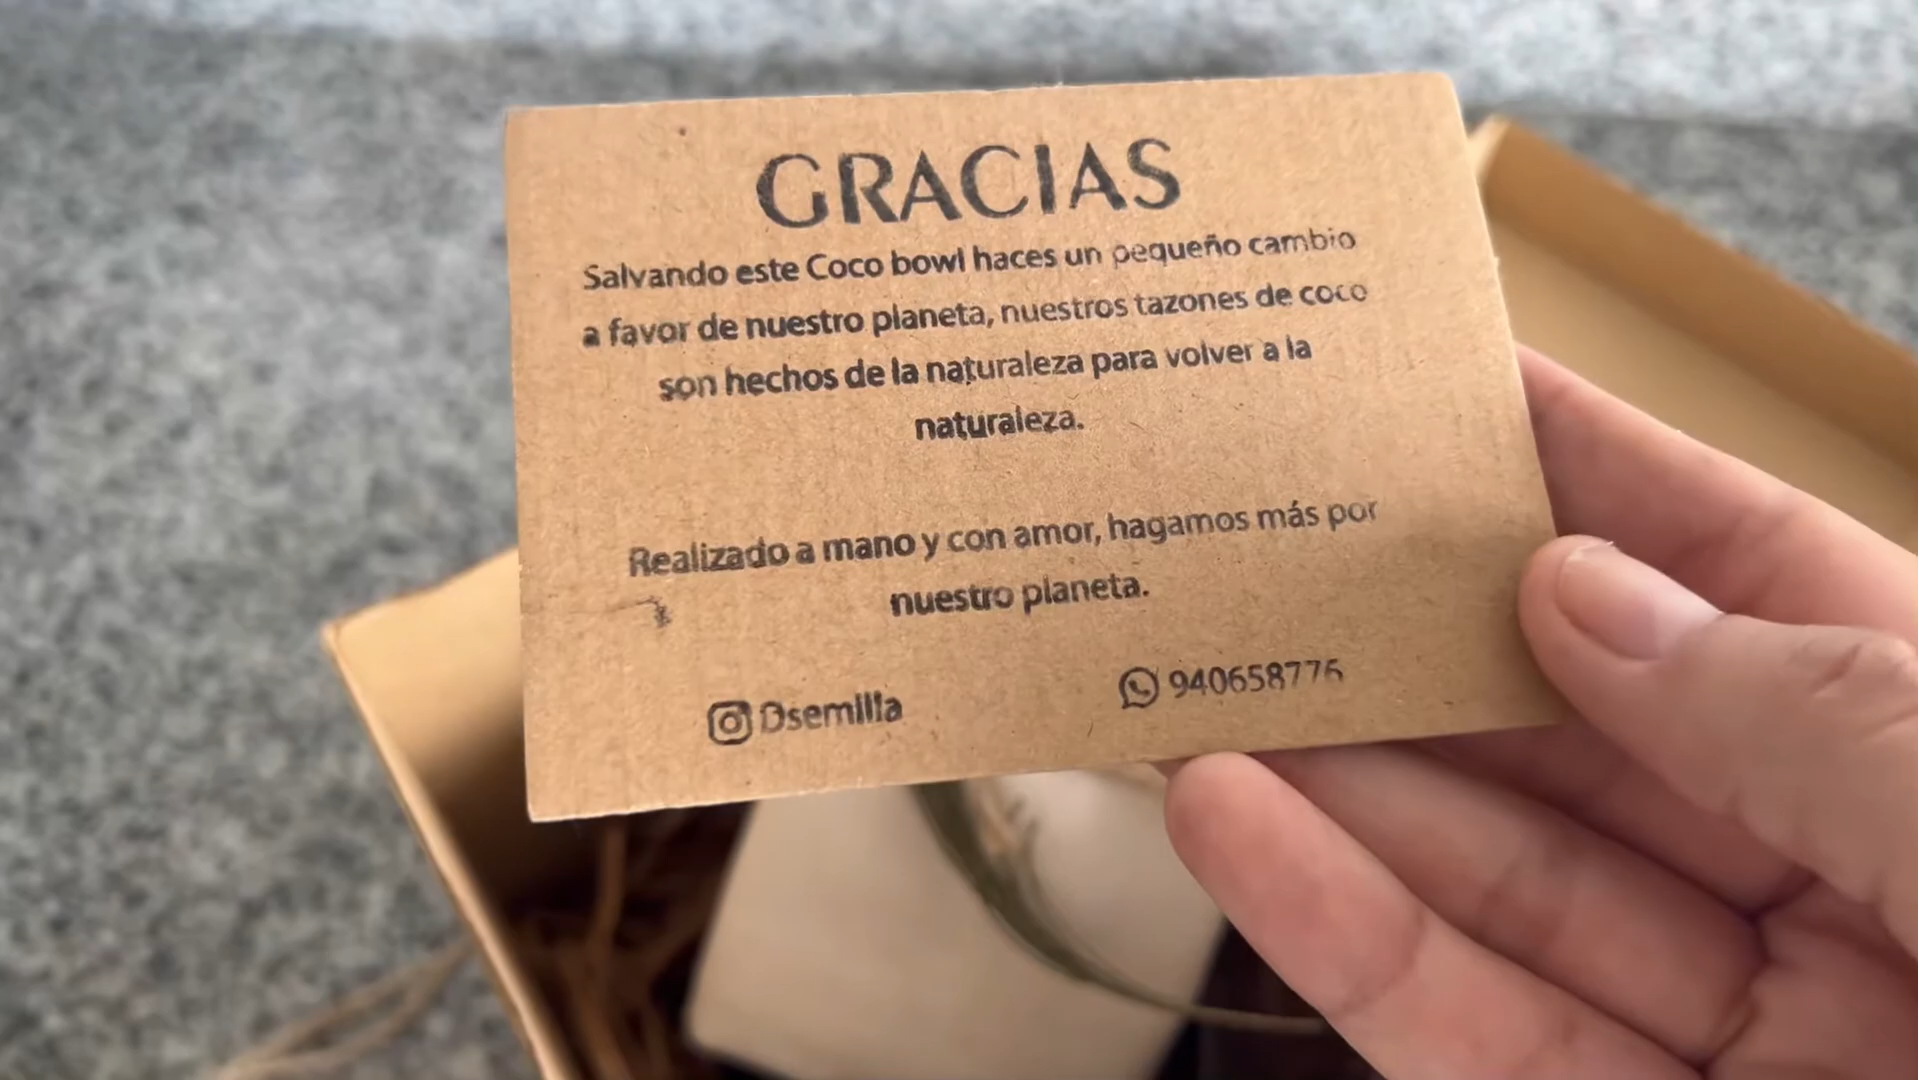 GRACIAS
Salvando este Coco bowl haces un pequeño cambio
a favor de nuestro planeta, nuestros tazones de coco
son hechos de la naturaleza para volver a la
naturaleza.
Realizado a mano y con amor, hagamos más por
nuestro planeta.
Dsemilla
940658776